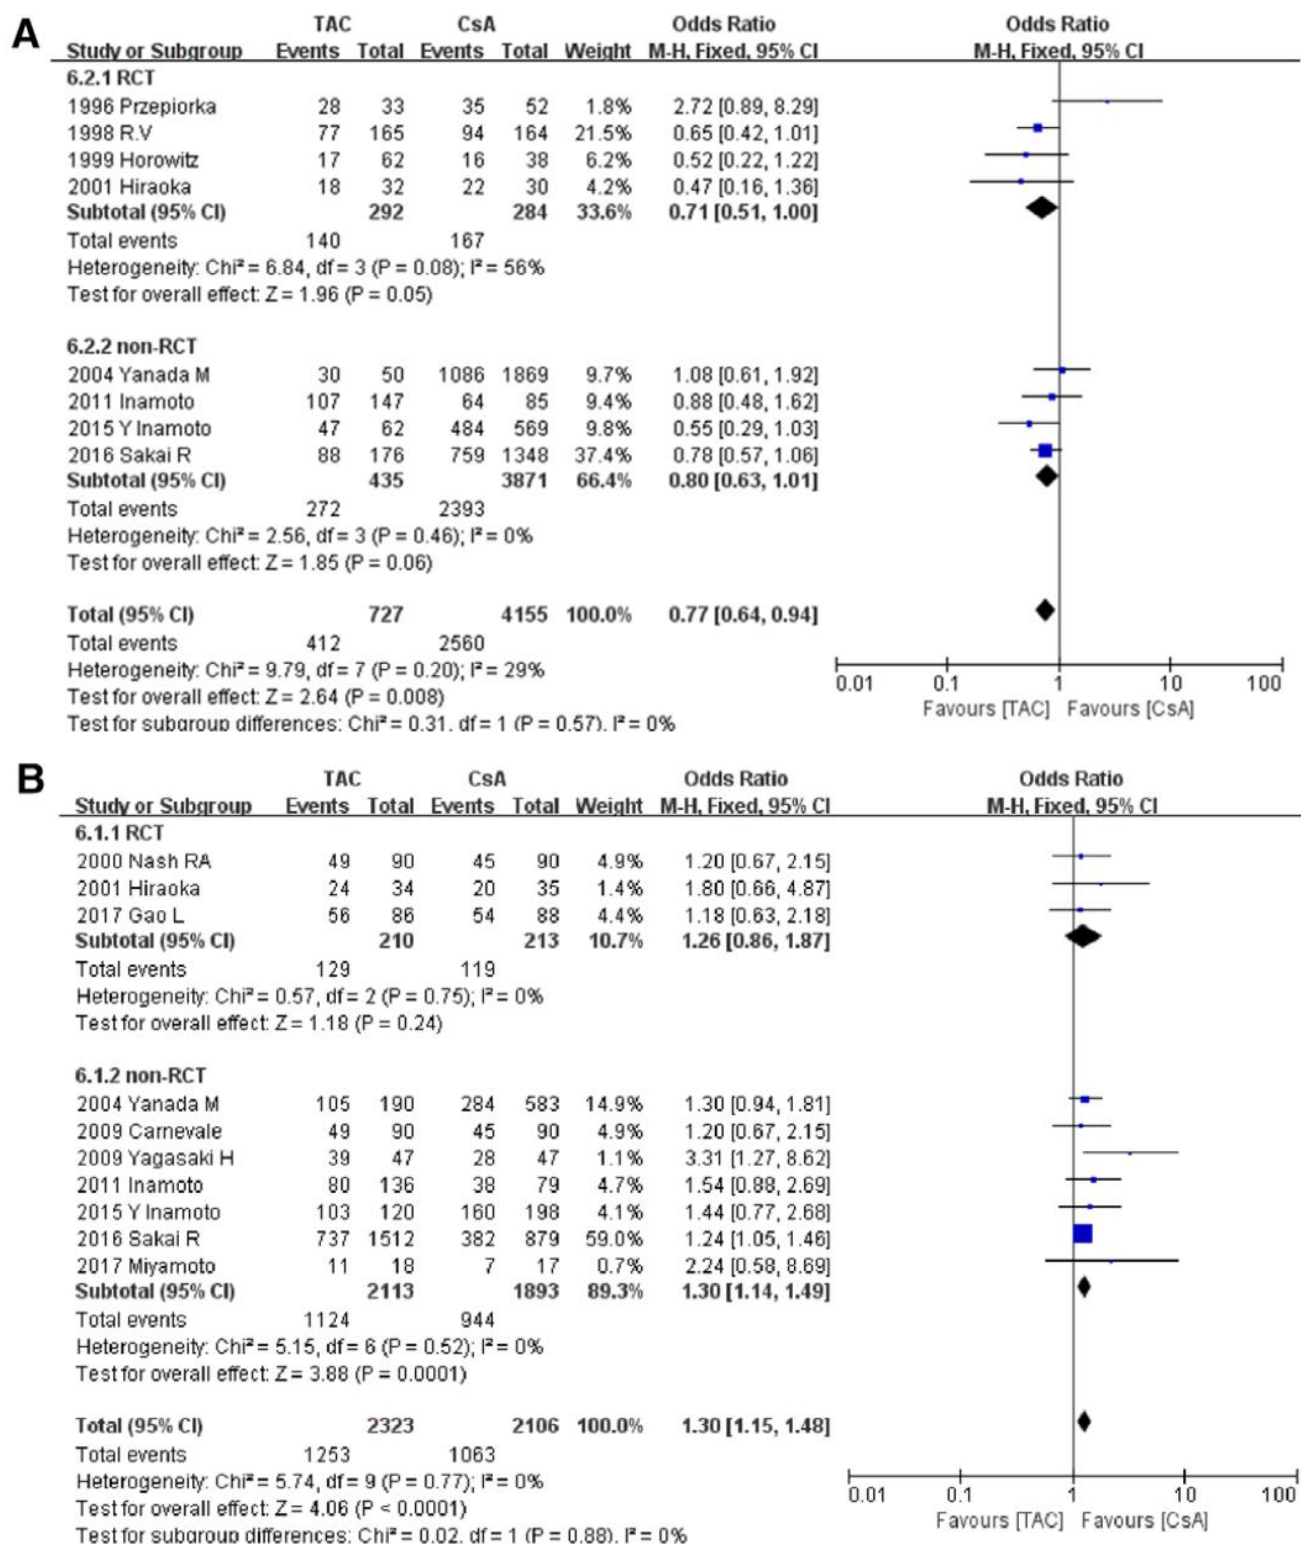 A
TAC CsA Odds Ratio Odds Ratio
Study or Subgroup Events Total Events Total Weight M-H, Fixed, 95% CI M-H, Fixed, 95% CI
6.2.1 RCT
1996 Przepiorka 28 33 35 52 1.8% 2.72 [0.89, 8.29]
1998 R.V 77 165 94 164 21.5% 0.65 [0.42, 1.01]
1999 Horowitz 17 62 16 38 6.2% 0.52 [0.22, 1.22]
2001 Hiraoka 18 32 22 30 4.2% 0.47 [0.16, 1.36]
Subtotal (95% CI) 292 284 33.6% 0.71 [0.51, 1.00]
Total events 140 167
Heterogeneity: Chi² = 6.84, df = 3 (P = 0.08); I² = 56%
Test for overall effect: Z = 1.96 (P = 0.05)
6.2.2 non-RCT
2004 Yanada M 30 50 1086 1869 9.7% 1.08 [0.61, 1.92]
2011 Inamoto 107 147 64 85 9.4% 0.88 [0.48, 1.62]
2015 Y Inamoto 47 62 484 569 9.8% 0.55 [0.29, 1.03]
2016 Sakai R 88 176 759 1348 37.4% 0.78 [0.57, 1.06]
Subtotal (95% CI) 435 3871 66.4% 0.80 [0.63, 1.01]
Total events 272 2393
Heterogeneity: Chi² = 2.56, df = 3 (P = 0.46); I² = 0%
Test for overall effect: Z = 1.85 (P = 0.06)
Total (95% CI) 727 4155 100.0% 0.77 [0.64, 0.94]
Total events 412 2560
Heterogeneity: Chi² = 9.79, df = 7 (P = 0.20); I² = 29%
Test for overall effect: Z = 2.64 (P = 0.008)
Test for subgroup differences: Chi² = 0.31, df = 1 (P = 0.57), I² = 0%
0.01 0.1 1 10 100
Favours [TAC] Favours [CsA]
B
TAC CsA Odds Ratio Odds Ratio
Study or Subgroup Events Total Events Total Weight M-H, Fixed, 95% CI M-H, Fixed, 95% CI
6.1.1 RCT
2000 Nash RA 49 90 45 90 4.9% 1.20 [0.67, 2.15]
2001 Hiraoka 24 34 20 35 1.4% 1.80 [0.66, 4.87]
2017 Gao L 56 86 54 88 4.4% 1.18 [0.63, 2.18]
Subtotal (95% CI) 210 213 10.7% 1.26 [0.86, 1.87]
Total events 129 119
Heterogeneity: Chi² = 0.57, df = 2 (P = 0.75); I² = 0%
Test for overall effect: Z = 1.18 (P = 0.24)
6.1.2 non-RCT
2004 Yanada M 105 190 284 583 14.9% 1.30 [0.94, 1.81]
2009 Carnevale 49 90 45 90 4.9% 1.20 [0.67, 2.15]
2009 Yagasaki H 39 47 28 47 1.1% 3.31 [1.27, 8.62]
2011 Inamoto 80 136 38 79 4.7% 1.54 [0.88, 2.69]
2015 Y Inamoto 103 120 160 198 4.1% 1.44 [0.77, 2.68]
2016 Sakai R 737 1512 382 879 59.0% 1.24 [1.05, 1.46]
2017 Miyamoto 11 18 7 17 0.7% 2.24 [0.58, 8.69]
Subtotal (95% CI) 2113 1893 89.3% 1.30 [1.14, 1.49]
Total events 1124 944
Heterogeneity: Chi² = 5.15, df = 6 (P = 0.52); I² = 0%
Test for overall effect: Z = 3.88 (P = 0.0001)
Total (95% CI) 2323 2106 100.0% 1.30 [1.15, 1.48]
Total events 1253 1063
Heterogeneity: Chi² = 5.74, df = 9 (P = 0.77); I² = 0%
Test for overall effect: Z = 4.06 (P < 0.0001)
Test for subgroup differences: Chi² = 0.02, df = 1 (P = 0.88), I² = 0%
0.01 0.1 1 10 100
Favours [TAC] Favours [CsA]